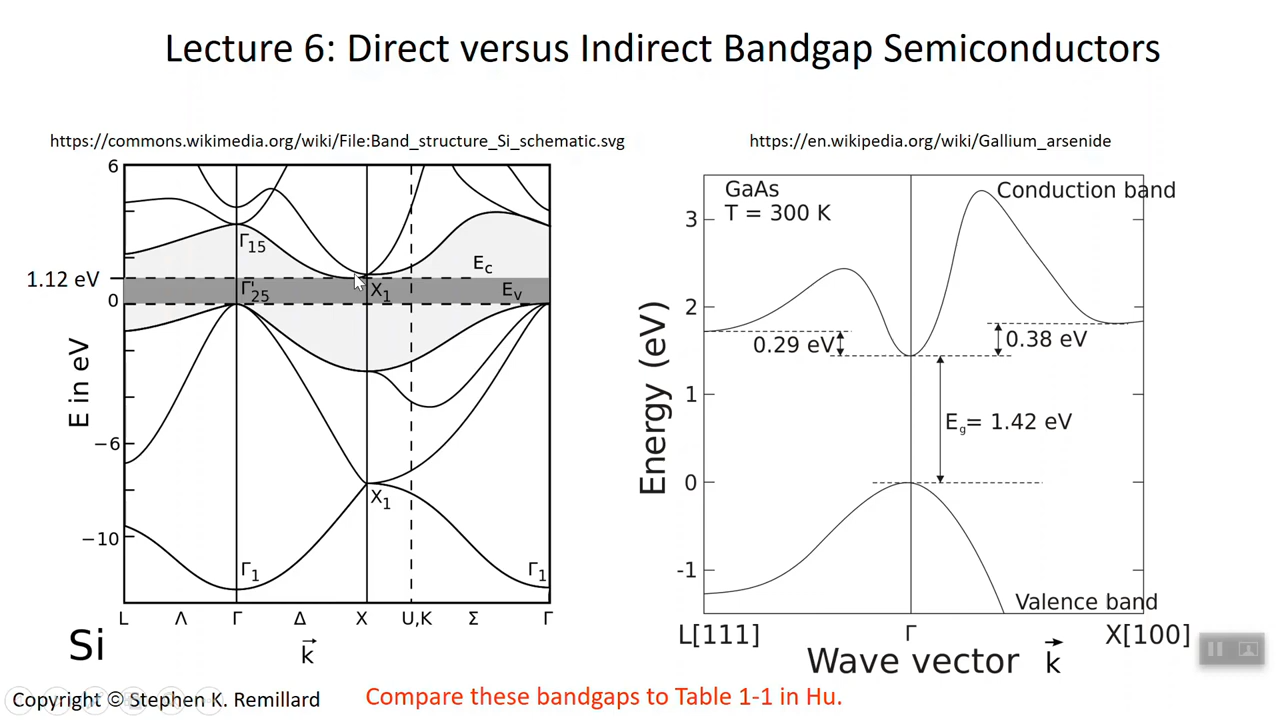 Lecture 6: Direct versus Indirect Bandgap Semiconductors
https://commons.wikimedia.org/wiki/File:Band_structure_Si_schematic.svg
6
Γ15
1.12 eV
Ec
0
Γ'25
X1
Ev
E in eV
−6
X1
−10
Γ1
Γ1
L Λ Γ Δ X U,K Σ Γ
Si
k
https://en.wikipedia.org/wiki/Gallium_arsenide
GaAs
T = 300 K
Conduction band
3
2
0.29 eV
0.38 eV
1
Eg= 1.42 eV
0
-1
Valence band
Energy (eV)
L[111] Γ X[100]
Wave vector k
Copyright © Stephen K. Remillard
Compare these bandgaps to Table 1-1 in Hu.